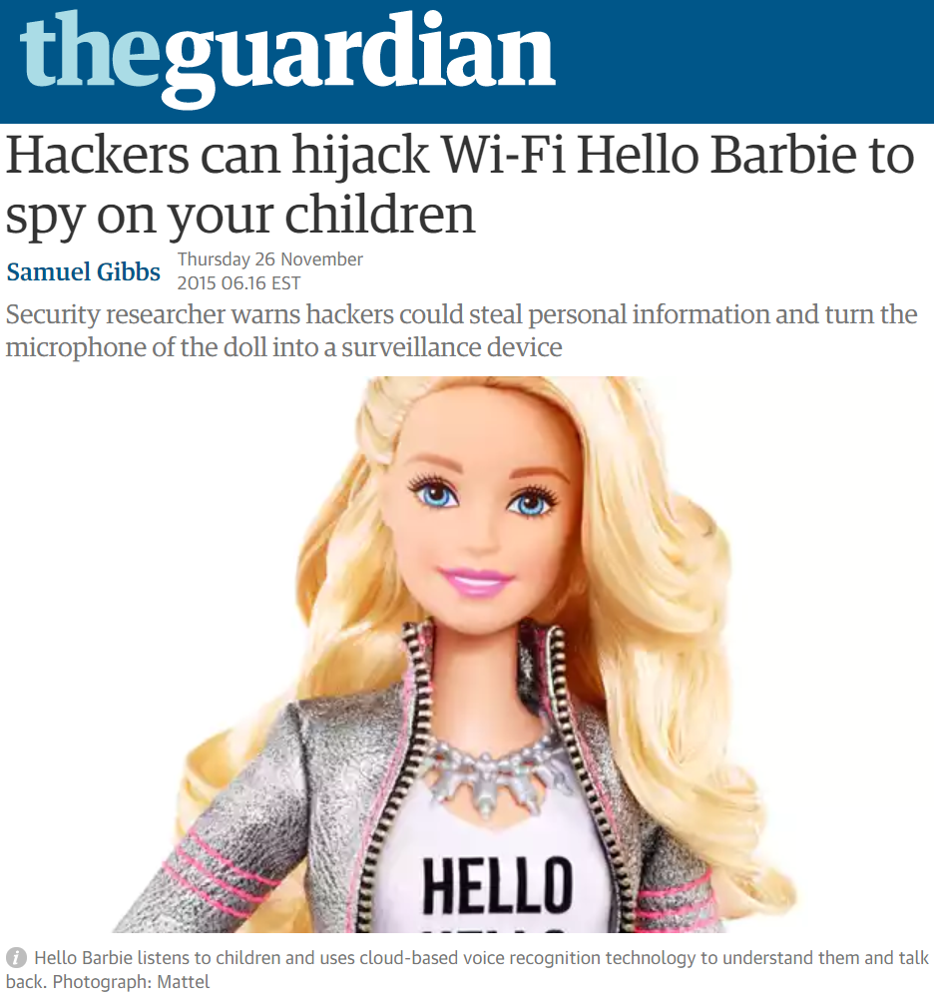 theguardian
Hackers can hijack Wi-Fi Hello Barbie to
spy on your children
Samuel Gibbs
Thursday 26 November
2015 06.16 EST
Security researcher warns hackers could steal personal information and turn the
microphone of the doll into a surveillance device
HELLO
HELLO
i Hello Barbie listens to children and uses cloud-based voice recognition technology to understand them and talk
back. Photograph: Mattel